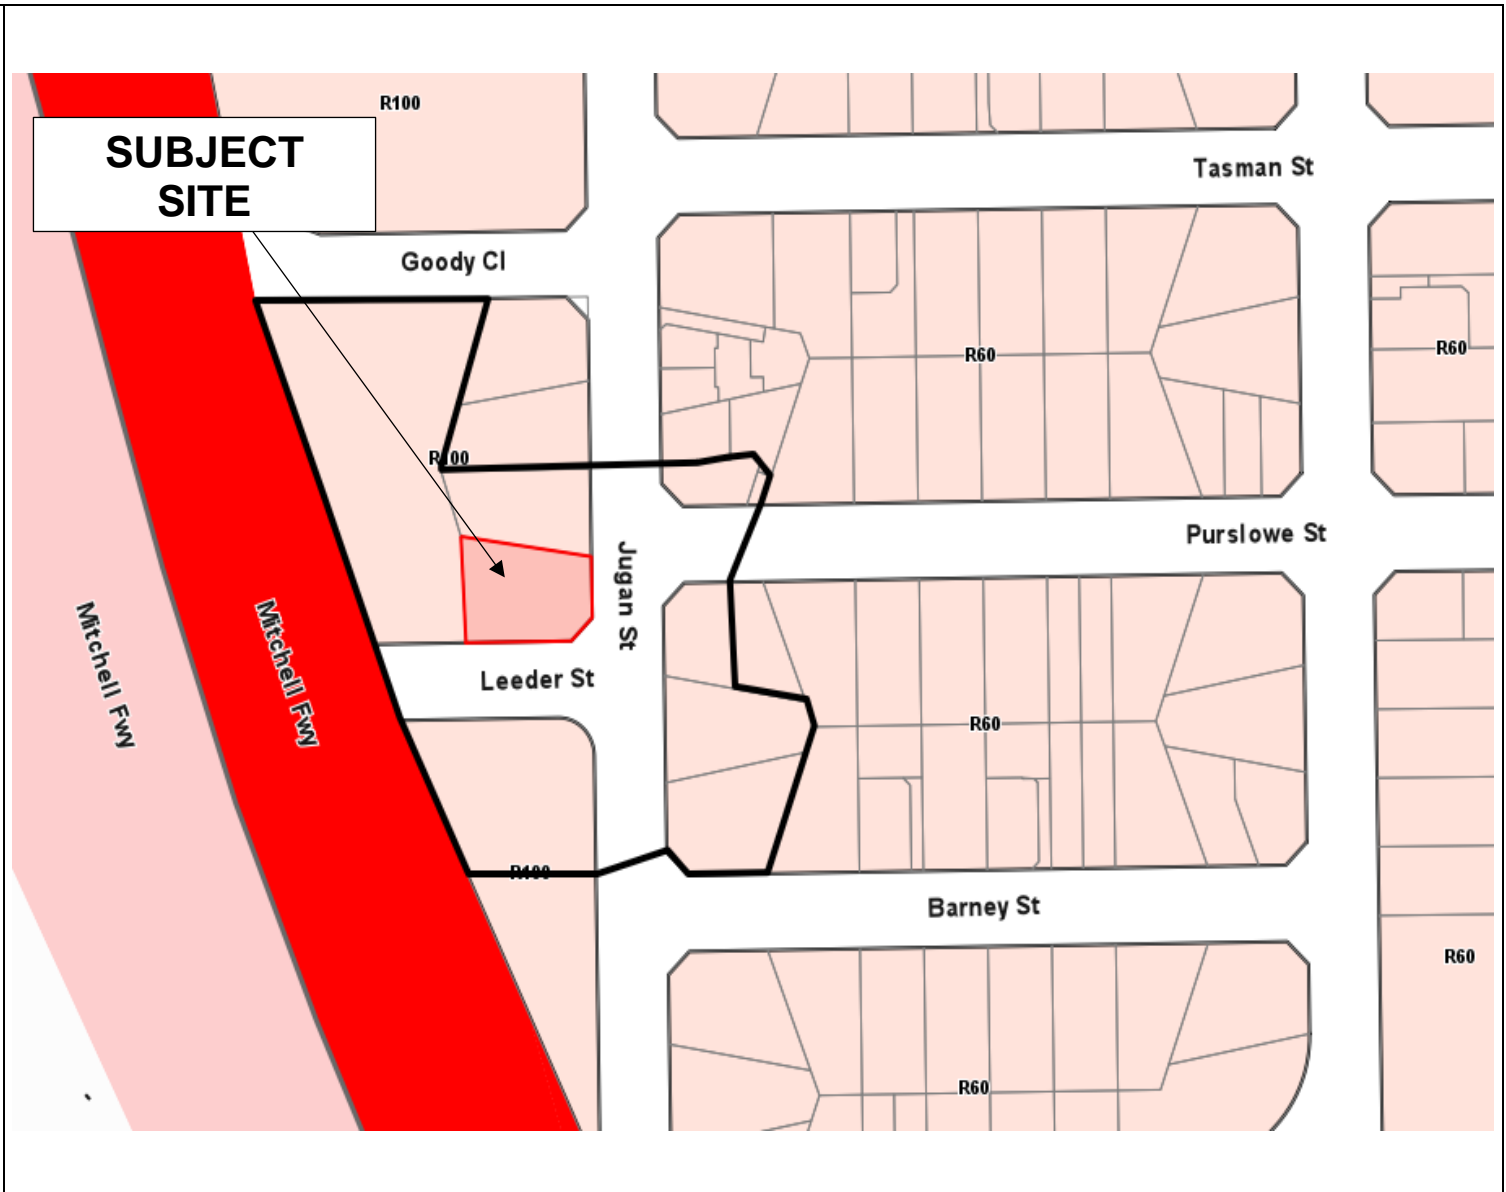 R100
SUBJECT
SITE
Tasman St
Goody Cl
R60
R60
R100
Purslowe St
Jugan St
Mitchell Fwy
Mitchell Fwy
Leeder St
R60
R100
Barney St
R60
R60